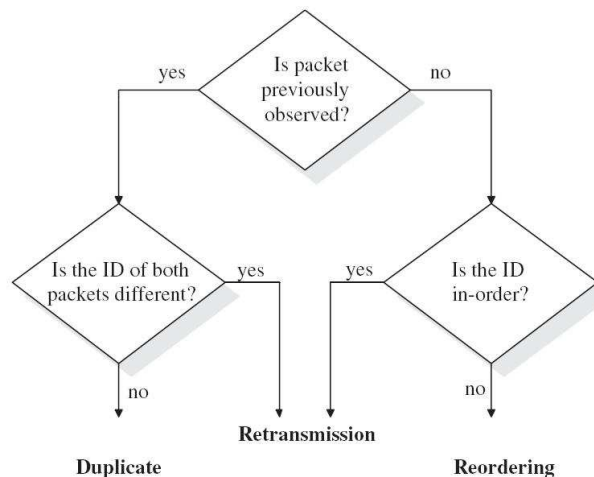 Is packet
previously
observed?
yes
no
Is the ID of both
packets different?
yes
no
Is the ID
in-order?
yes
no
Retransmission
Duplicate
Reordering